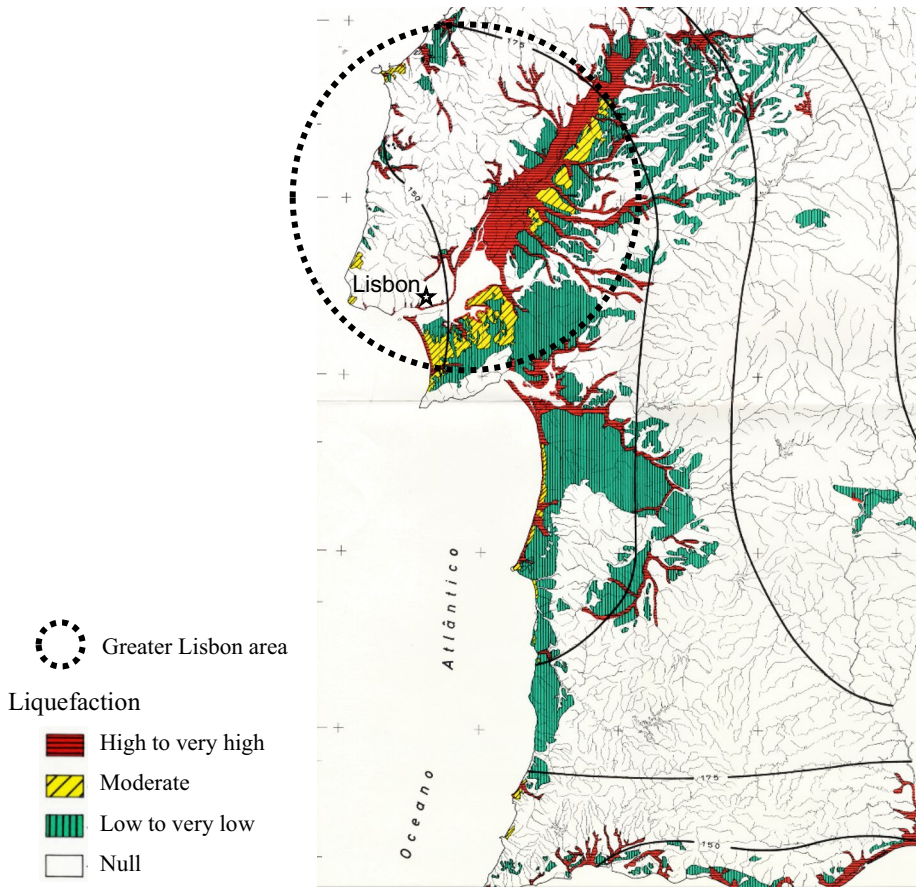 175
150
Lisbon
Atlântico
Oceano
175
150
Greater Lisbon area
Liquefaction
High to very high
Moderate
Low to very low
Null